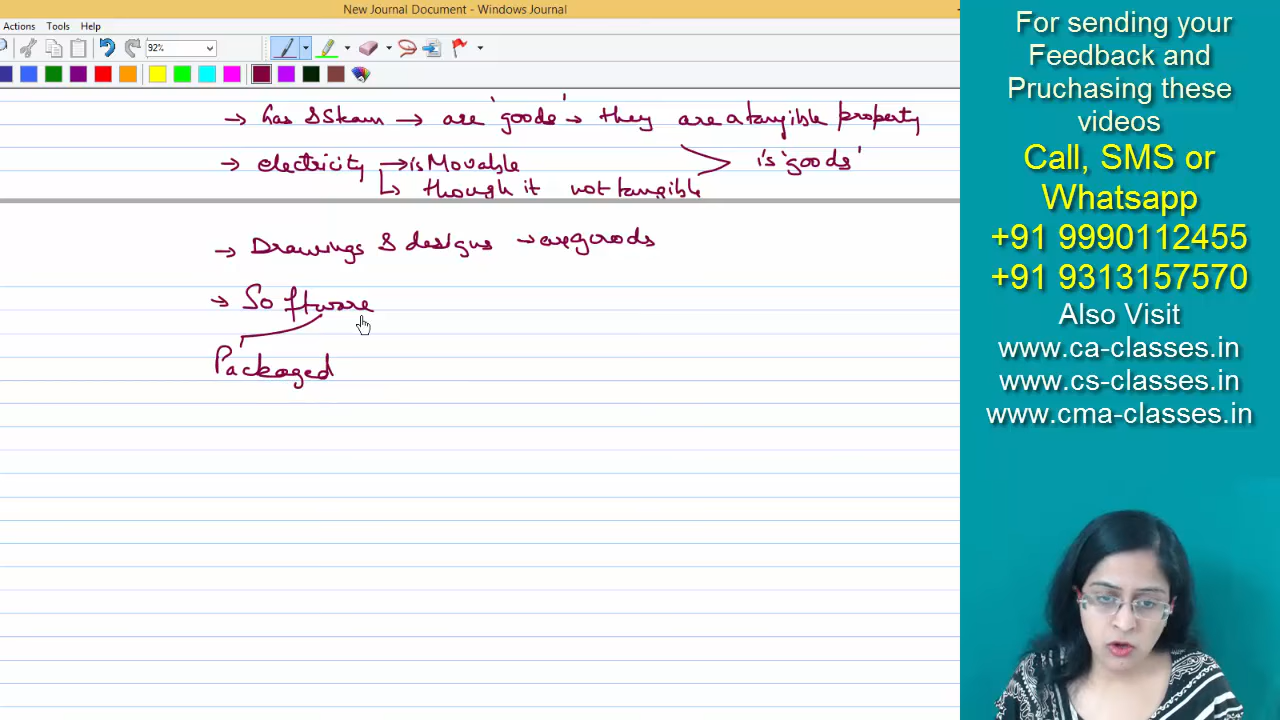 New Journal Document - Windows Journal
Actions Tools Help
92%
→ Gas & Steam → are 'goods' → they are a tangible property
→ electricity → is Movable
→ though it not tangible
is 'goods'
→ Drawings & designs → are goods
→ Software
Packaged
For sending your
Feedback and
Pruchasing these
videos
Call, SMS or
Whatsapp
+91 9990112455
+91 9313157570
Also Visit
www.ca-classes.in
www.cs-classes.in
www.cma-classes.in